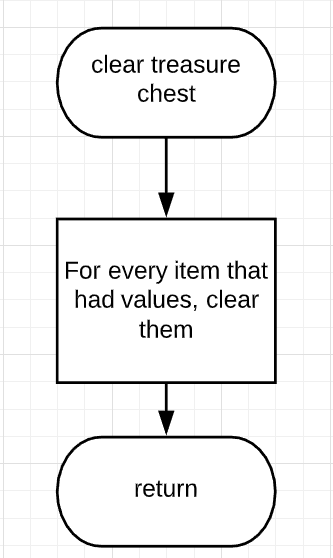 clear treasure
chest
For every item that
had values, clear
them
return